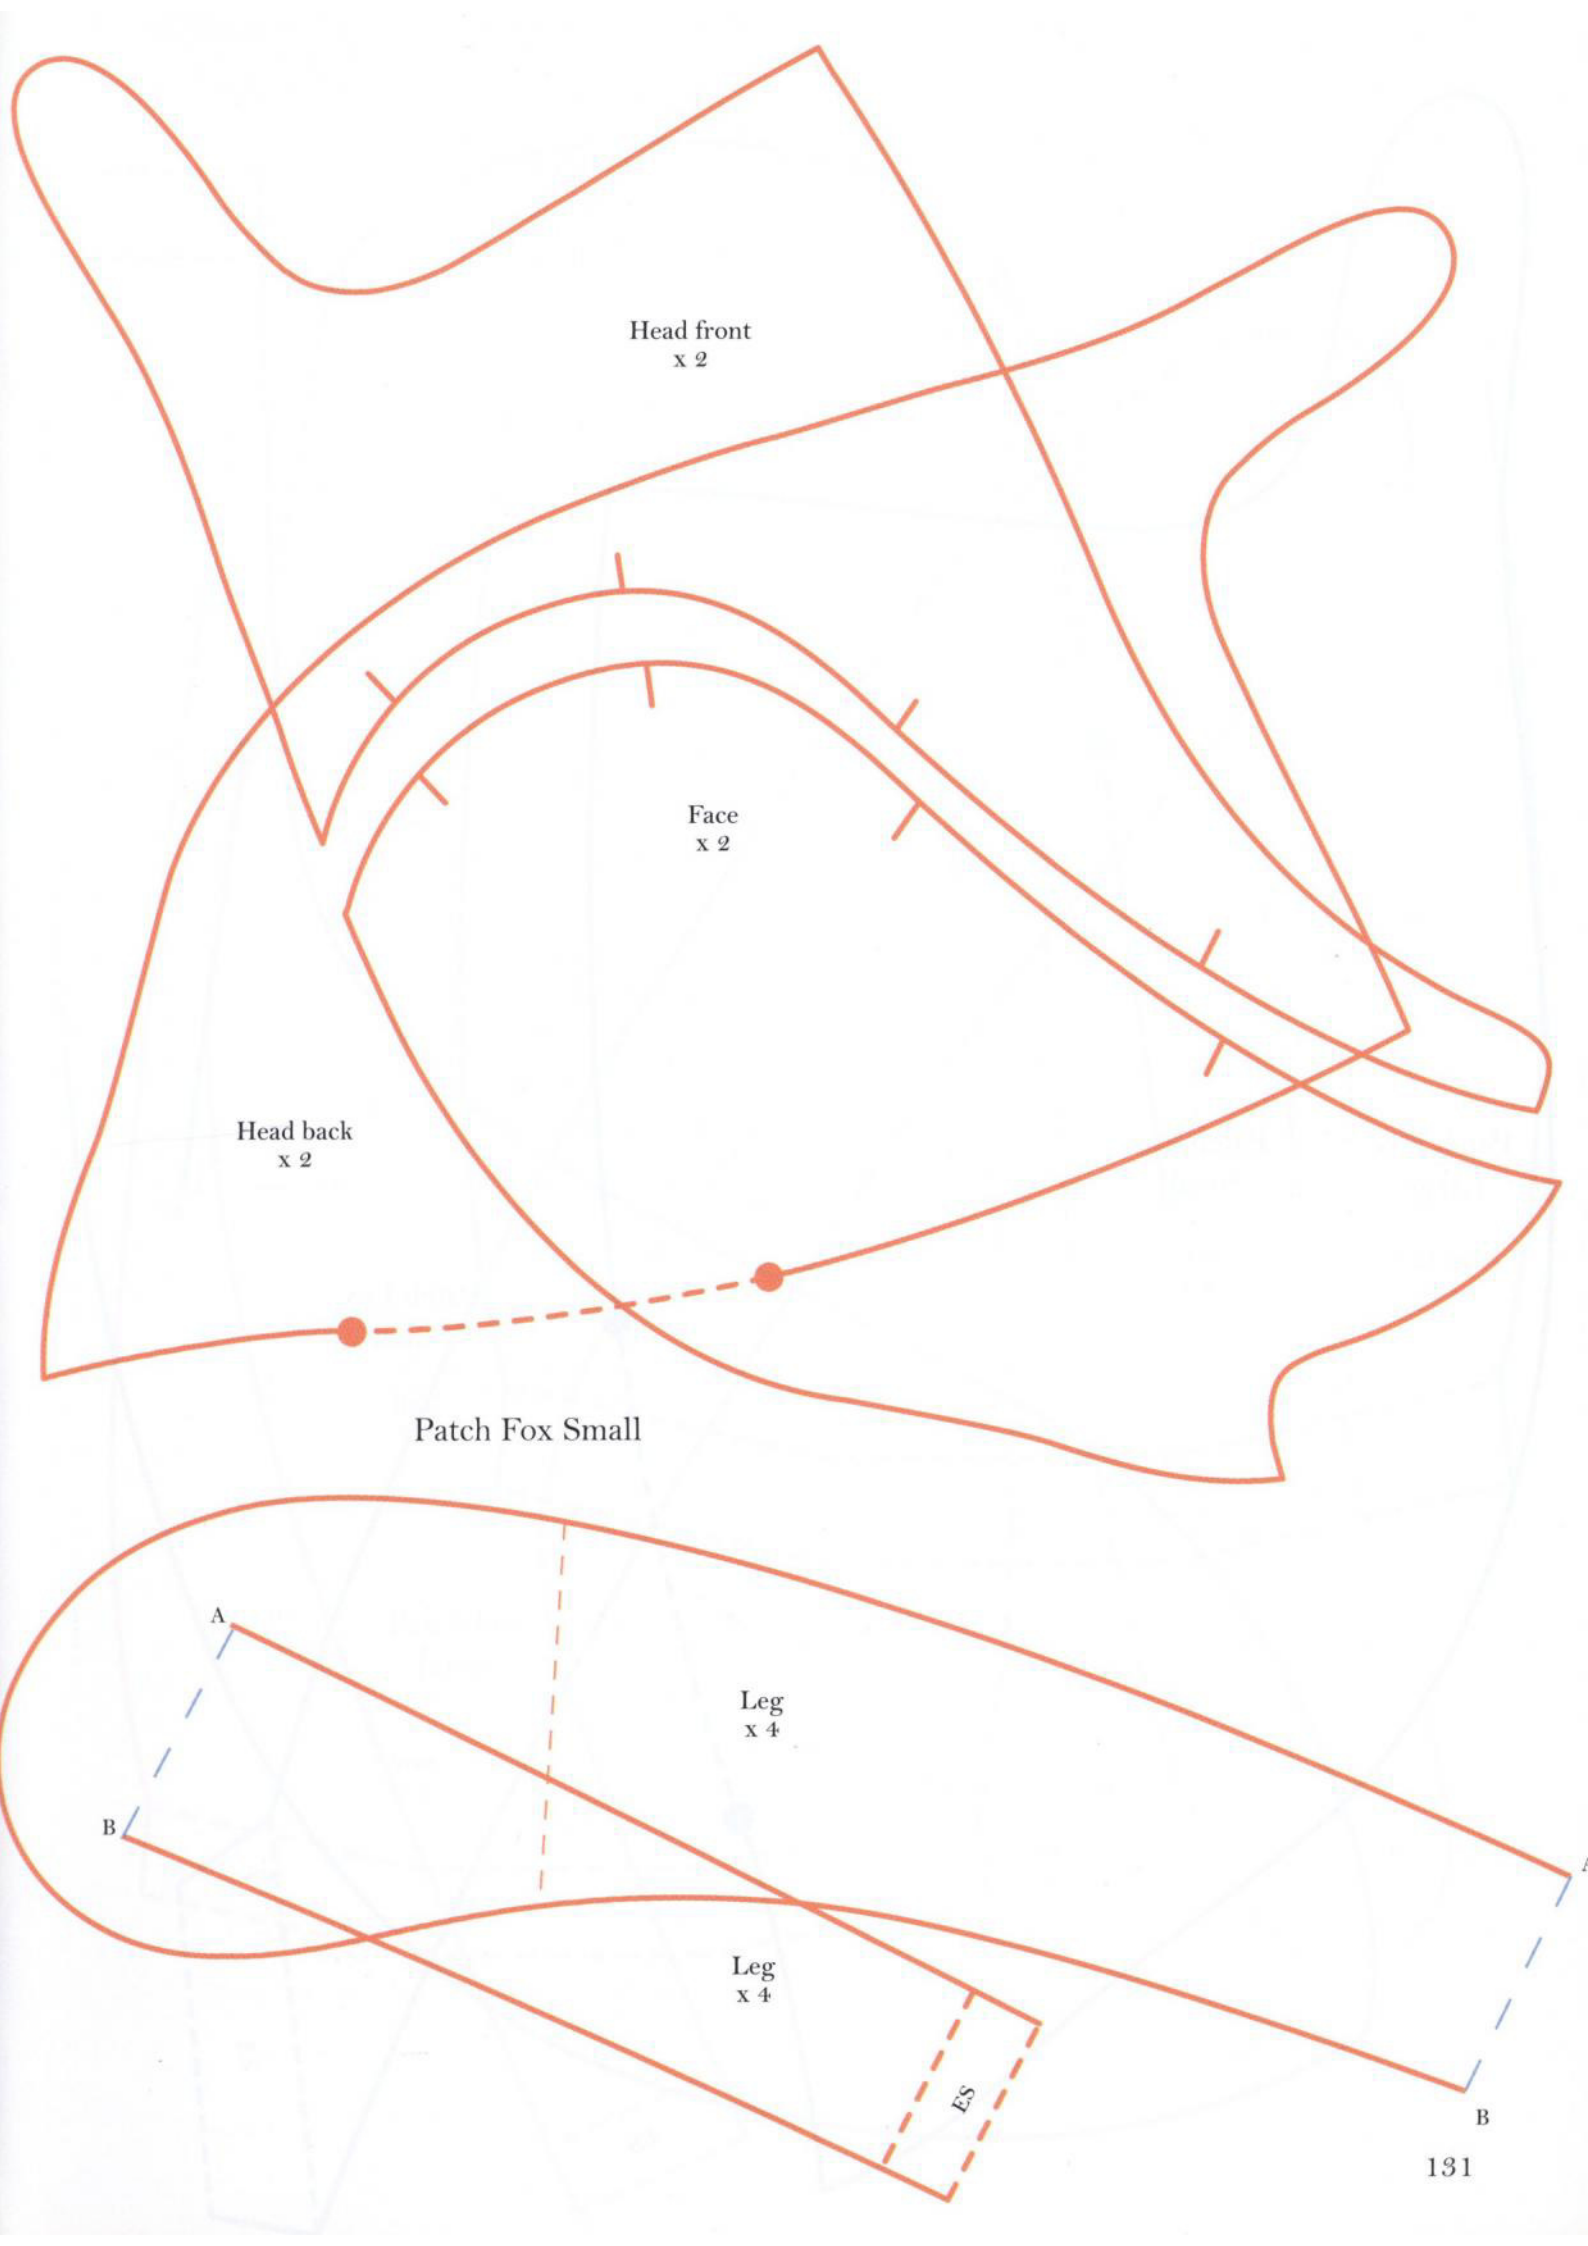 Head front
x 2
Face
x 2
Head back
x 2
Patch Fox Small
A
Leg
x 4
B
A
Leg
x 4
ES
B
131